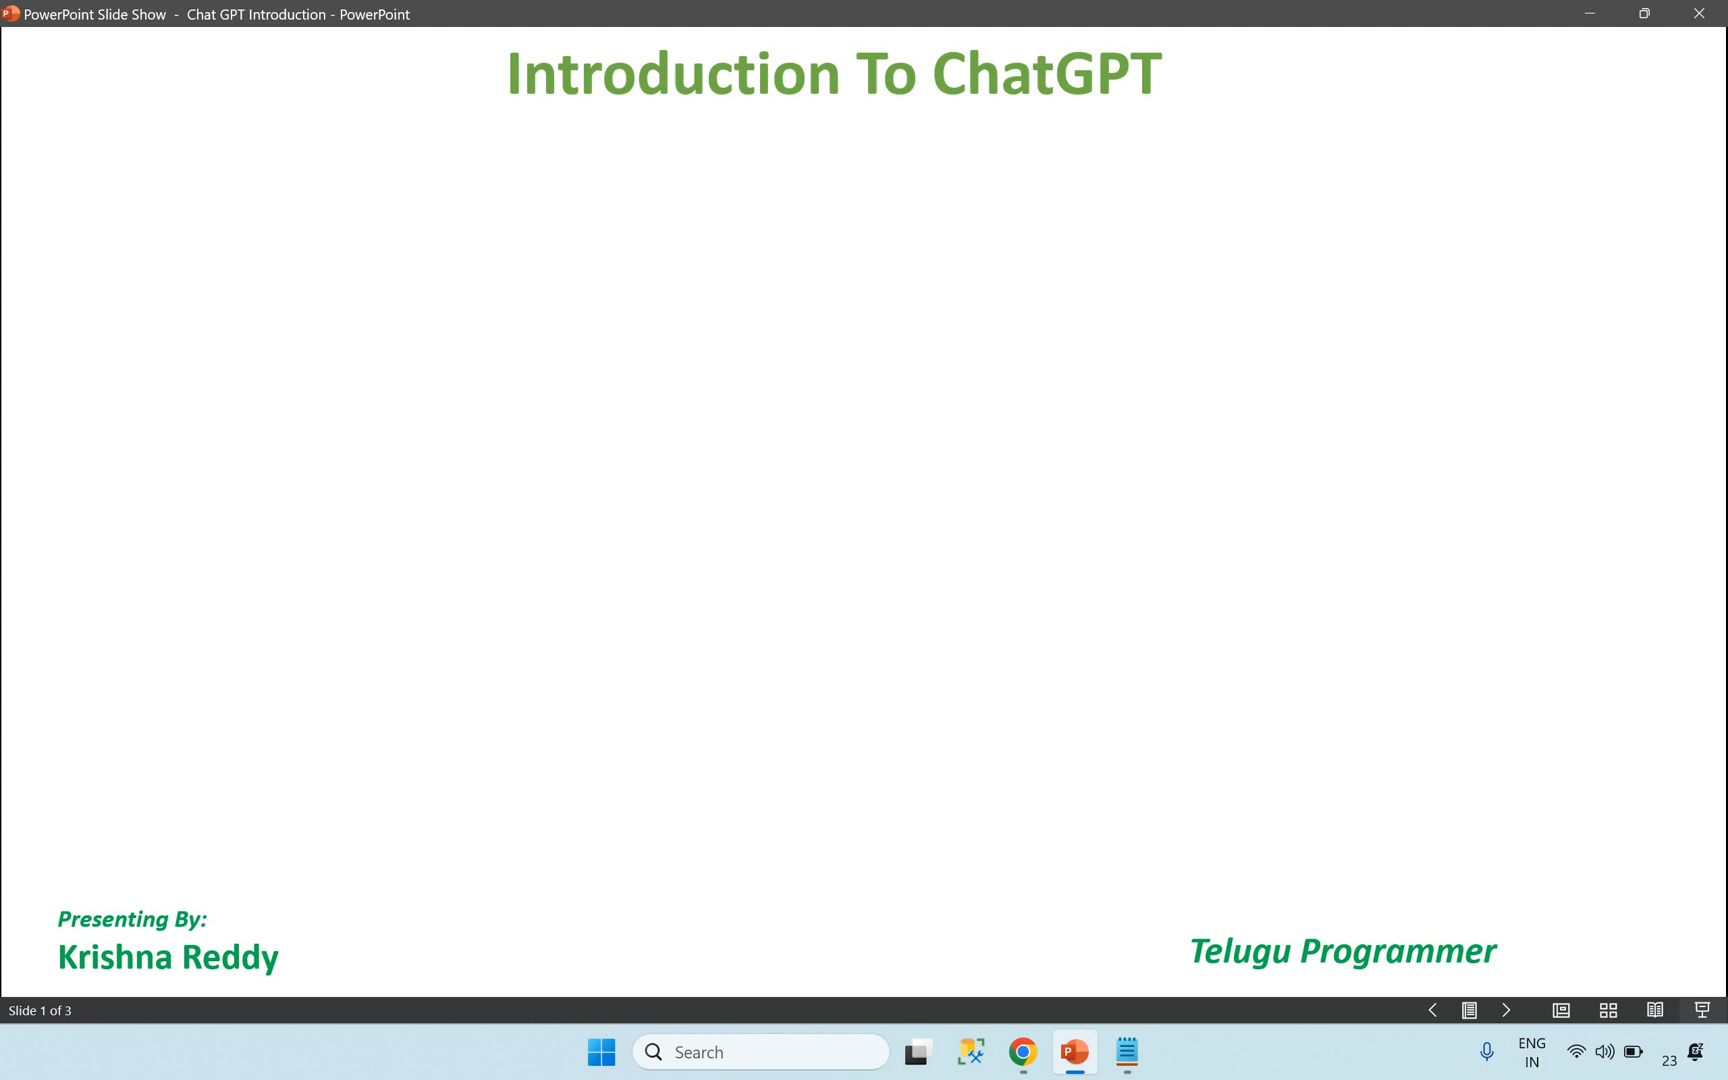 PowerPoint Slide Show - Chat GPT Introduction - PowerPoint
Introduction To ChatGPT
Presenting By:
Krishna Reddy
Telugu Programmer
Slide 1 of 3
Search
ENG
IN
23